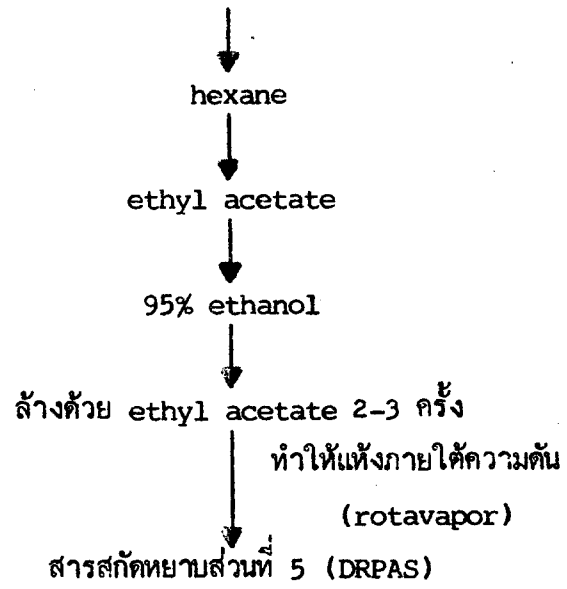 hexane
ethyl acetate
95% ethanol
ล้างด้วย ethyl acetate 2-3 ครั้ง
ทำให้แห้งภายใต้ความดัน
(rotavapor)
สารสกัดหยาบส่วนที่ 5 (DRPAS)